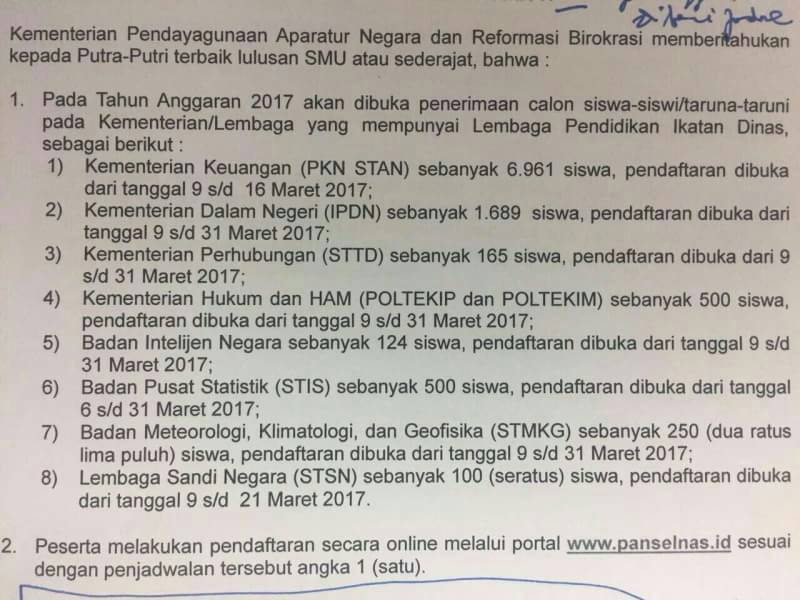 Kementerian Pendayagunaan Aparatur Negara dan Reformasi Birokrasi memberitahukan
kepada Putra-Putri terbaik lulusan SMU atau sederajat, bahwa :
1. Pada Tahun Anggaran 2017 akan dibuka penerimaan calon siswa-siswi/taruna-taruni
pada Kementerian/Lembaga yang mempunyai Lembaga Pendidikan Ikatan Dinas,
sebagai berikut :
1) Kementerian Keuangan (PKN STAN) sebanyak 6.961 siswa, pendaftaran dibuka
dari tanggal 9 s/d 16 Maret 2017;
2) Kementerian Dalam Negeri (IPDN) sebanyak 1.689 siswa, pendaftaran dibuka dari
tanggal 9 s/d 31 Maret 2017;
3) Kementerian Perhubungan (STTD) sebanyak 165 siswa, pendaftaran dibuka dari 9
s/d 31 Maret 2017;
4) Kementerian Hukum dan HAM (POLTEKIP dan POLTEKIM) sebanyak 500 siswa,
pendaftaran dibuka dari tanggal 9 s/d 31 Maret 2017;
5) Badan Intelijen Negara sebanyak 124 siswa, pendaftaran dibuka dari tanggal 9 s/d
31 Maret 2017;
6) Badan Pusat Statistik (STIS) sebanyak 500 siswa, pendaftaran dibuka dari tanggal
6 s/d 31 Maret 2017;
7) Badan Meteorologi, Klimatologi, dan Geofisika (STMKG) sebanyak 250 (dua ratus
lima puluh) siswa, pendaftaran dibuka dari tanggal 9 s/d 31 Maret 2017;
8) Lembaga Sandi Negara (STSN) sebanyak 100 (seratus) siswa, pendaftaran dibuka
dari tanggal 9 s/d 21 Maret 2017.
2. Peserta melakukan pendaftaran secara online melalui portal www.panselnas.id sesuai
dengan penjadwalan tersebut angka 1 (satu).